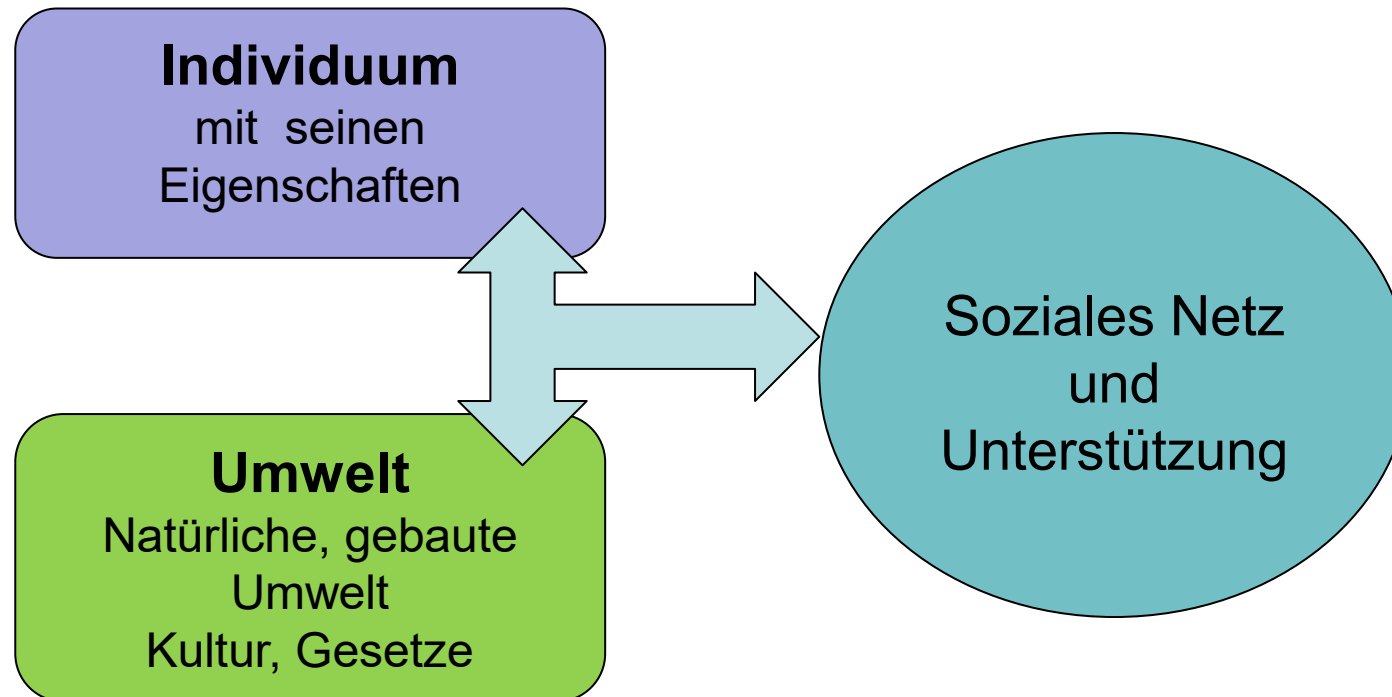 Individuum
mit seinen
Eigenschaften
Soziales Netz
und
Unterstützung
Umwelt
Natürliche, gebaute
Umwelt
Kultur, Gesetze